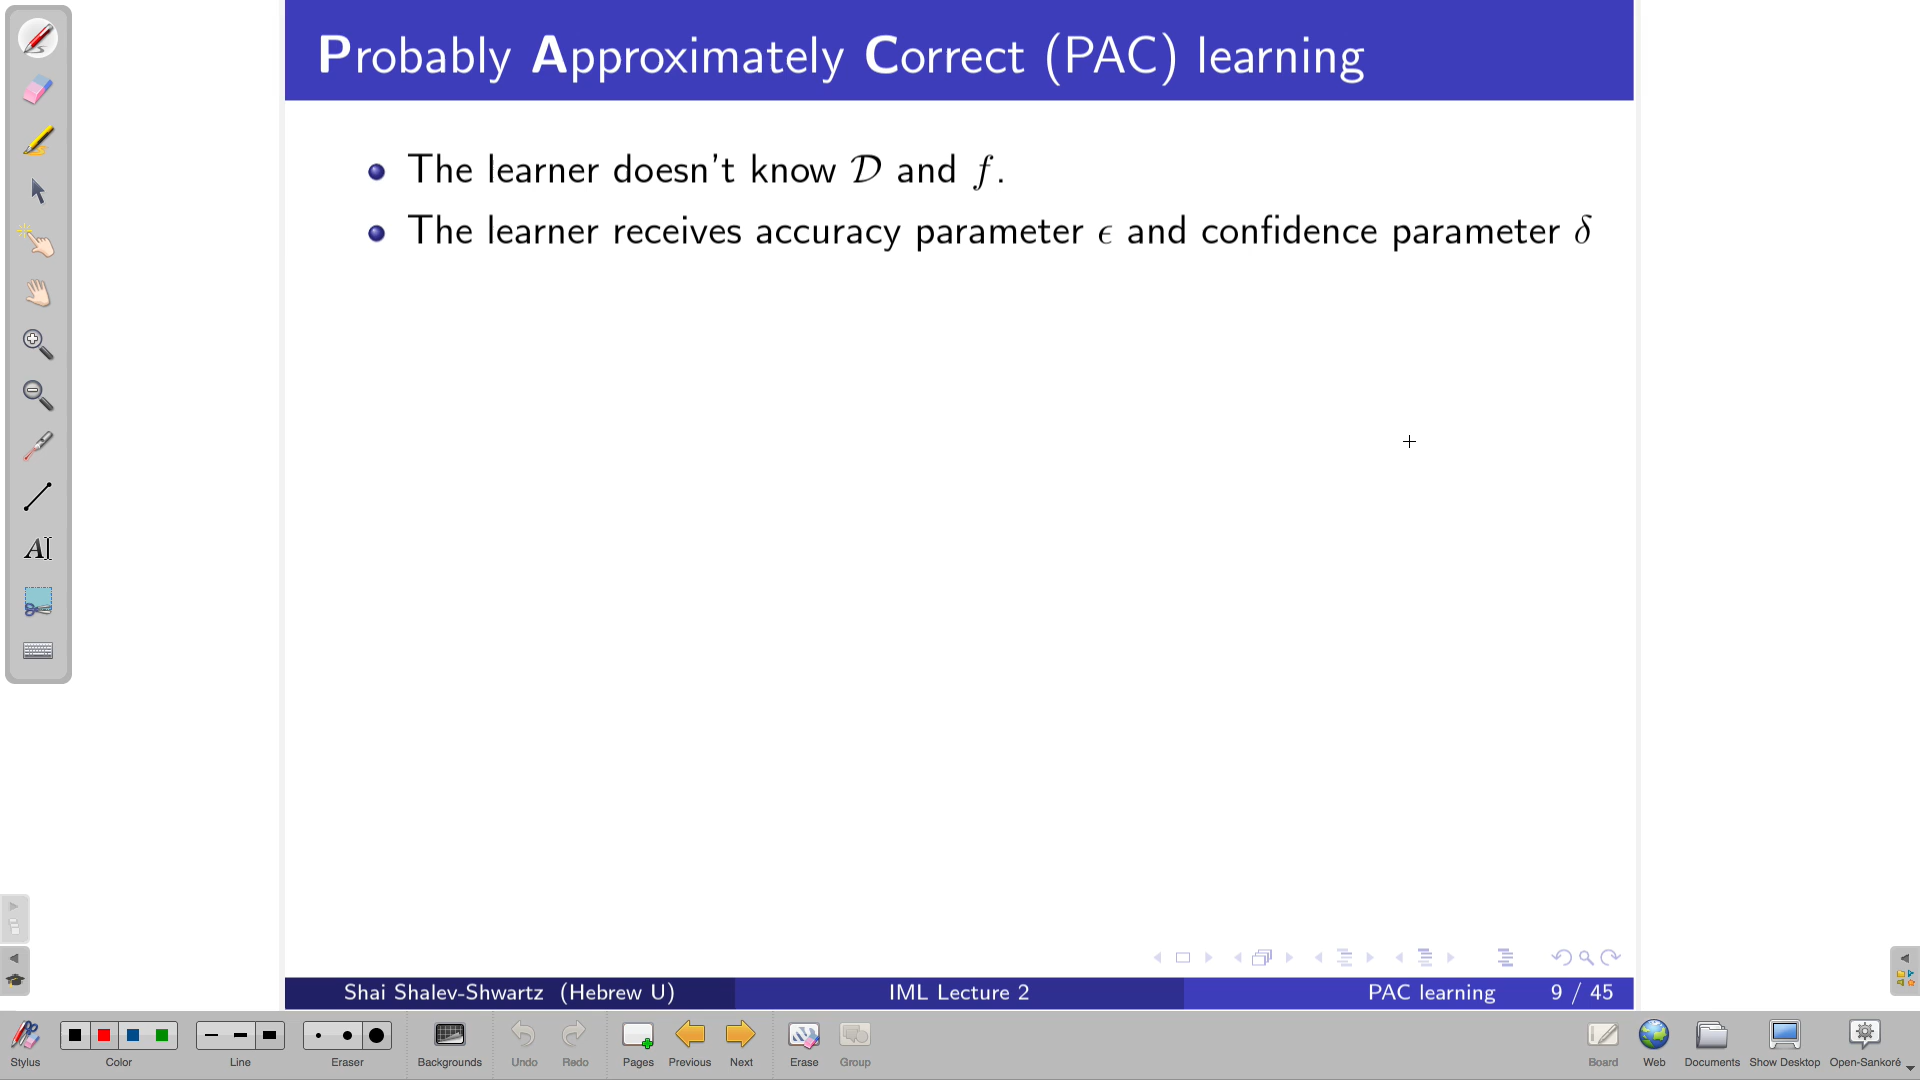 Probably Approximately Correct (PAC) learning
The learner doesn't know 𝒟 and f.
The learner receives accuracy parameter ϵ and confidence parameter δ
Shai Shalev-Shwartz (Hebrew U) IML Lecture 2 PAC learning 9 / 45
Stylus Color Line Eraser Backgrounds Undo Redo Pages Previous Next Erase Group Board Web Documents Show Desktop Open-Sankoré